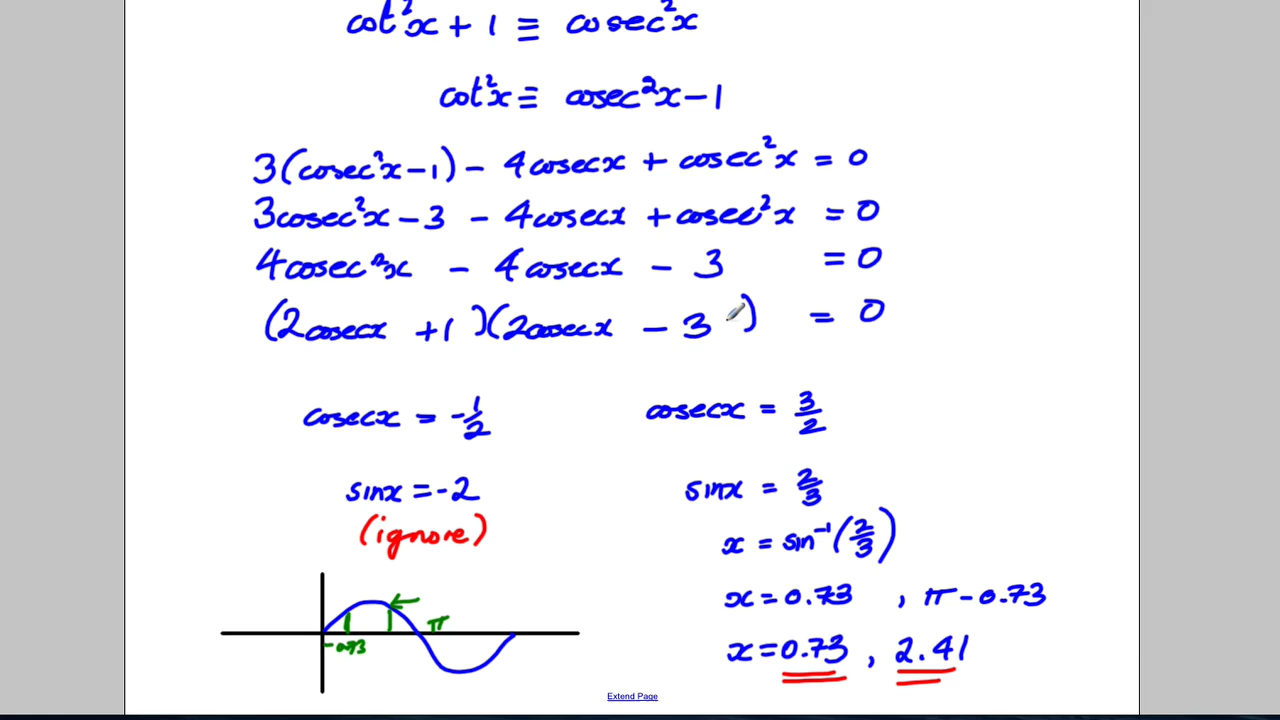 cot²x + 1 ≡ cosec²x
cot²x ≡ cosec²x - 1
3(cosec²x - 1) - 4cosecx + cosec²x = 0
3cosec²x - 3 - 4cosecx + cosec²x = 0
4cosec²x - 4cosecx - 3 = 0
(2cosecx + 1)(2cosecx - 3) = 0
cosecx = -1/2
cosecx = 3/2
sinx = -2
sinx = 2/3
(ignore)
x = sin⁻¹(2/3)
x = 0.73 , π - 0.73
x = 0.73 , 2.41
0.73
π
Extend Page